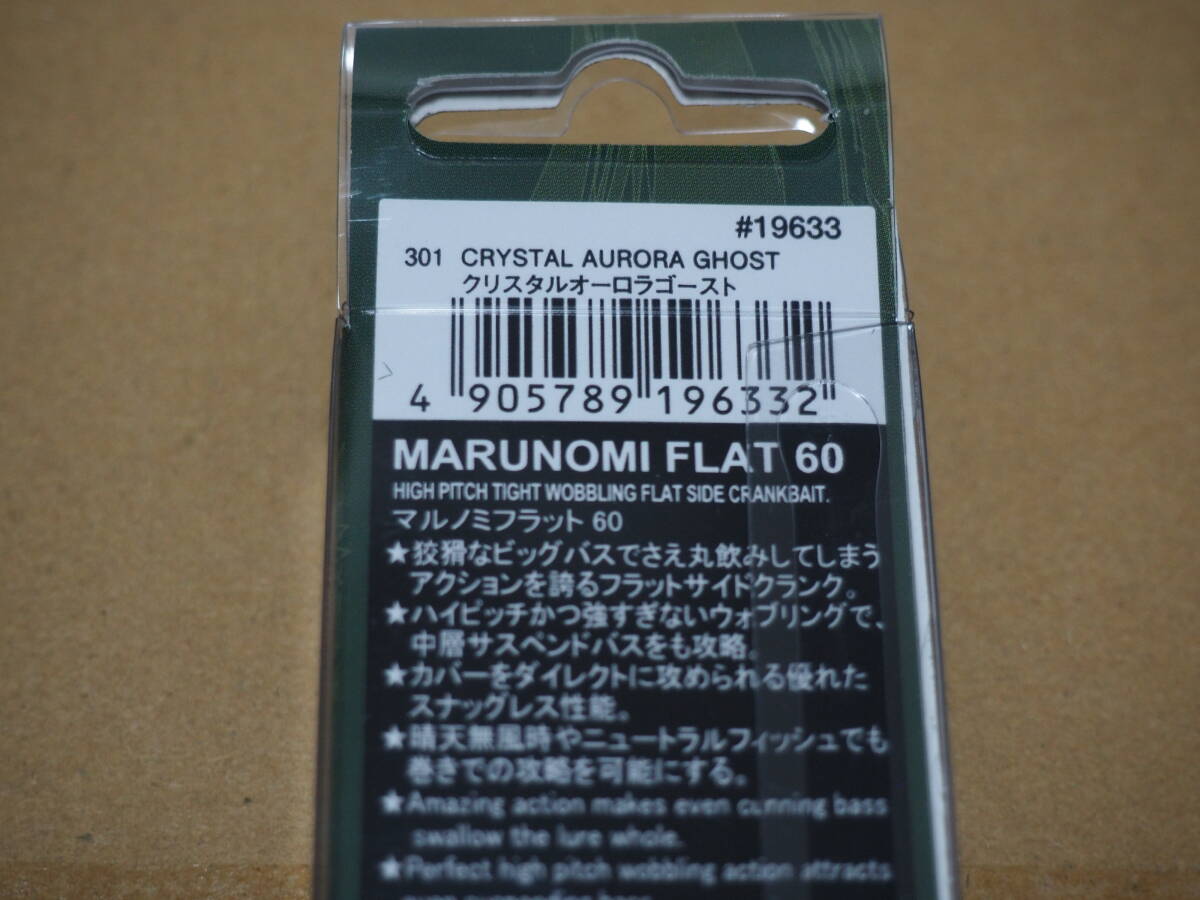 #19633
301 CRYSTAL AURORA GHOST
クリスタルオーロラゴースト
4 905789 196332
MARUNOMI FLAT 60
HIGH PITCH TIGHT WOBBLING FLAT SIDE CRANKBAIT.
マルノミフラット 60
★狡猾なビッグバスでさえ丸飲みしてしまう
アクションを誇るフラットサイドクランク。
★ハイピッチかつ強すぎないウォブリングで、
中層サスペンドバスをも攻略。
★カバーをダイレクトに攻められる優れた
スナッグレス性能。
★晴天無風時やニュートラルフィッシュでも
巻きでの攻略を可能にする。
★Amazing action makes even cunning bass
swallow the lure whole.
★Perfect high pitch wobbling action attracts